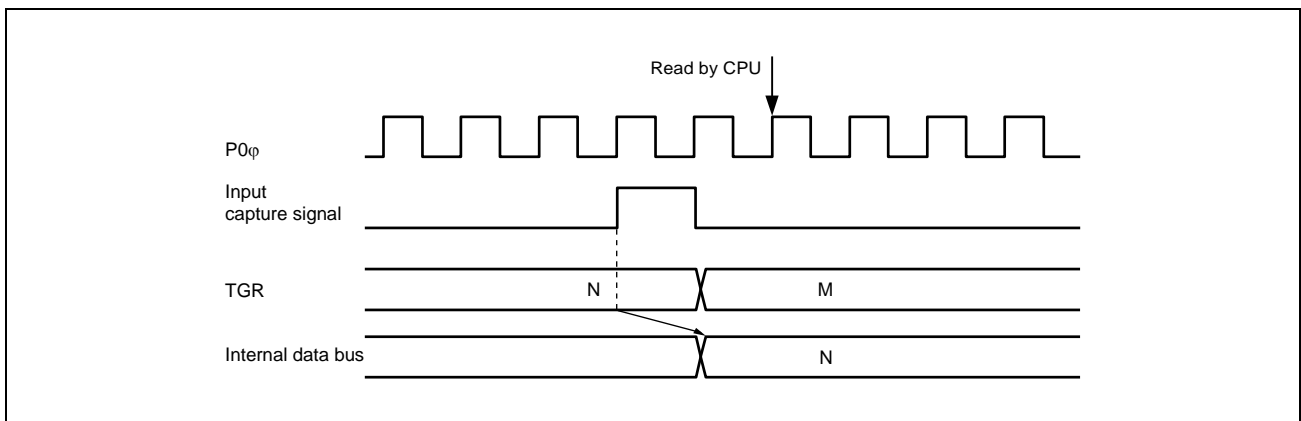 Read by CPU
P0φ
Input
capture signal
TGR
N
M
Internal data bus
N